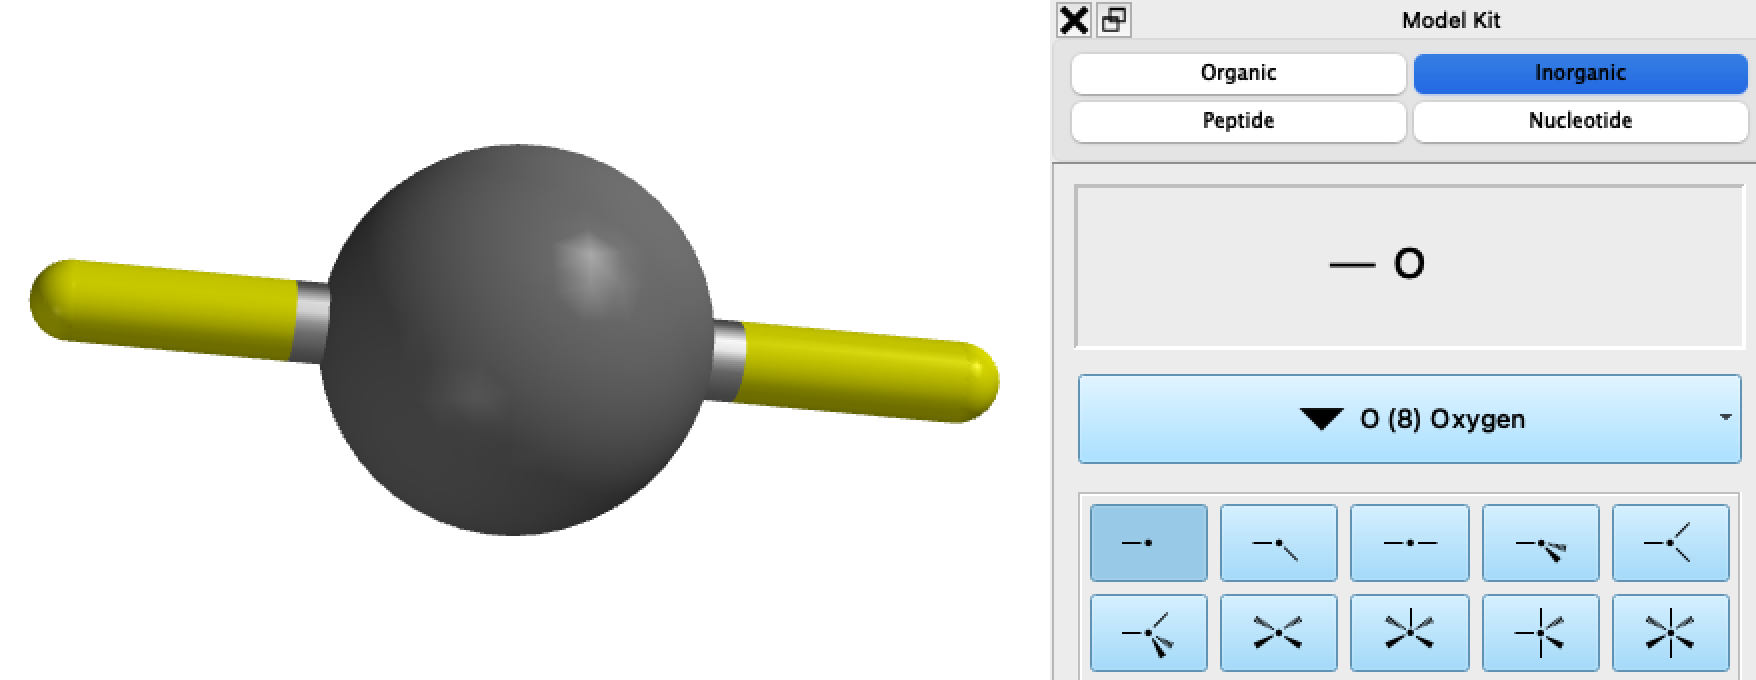 Model Kit
Organic
Inorganic
Peptide
Nucleotide
— O
O (8) Oxygen